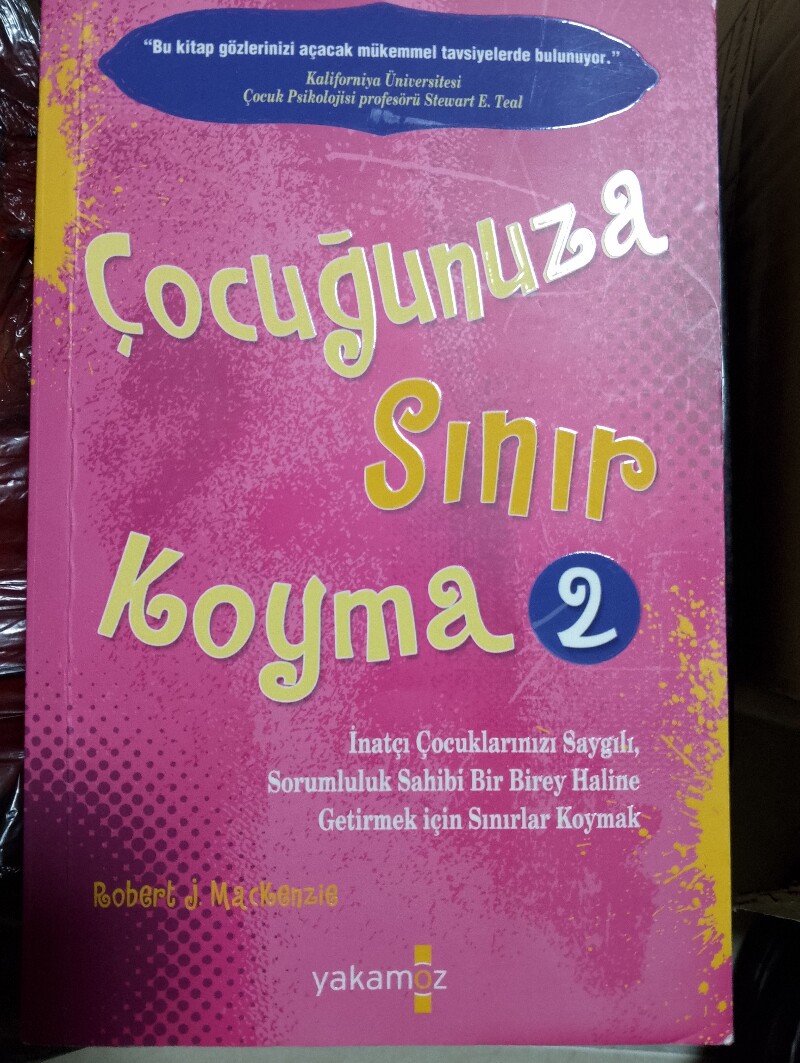 “Bu kitap gözlerinizi açacak mükemmel tavsiyelerde bulunuyor.”
Kaliforniya Üniversitesi
Çocuk Psikolojisi profesörü Stewart E. Teal
Çocuğunuza
Sınır
Koyma 2
İnatçı Çocuklarınızı Saygılı,
Sorumluluk Sahibi Bir Birey Haline
Getirmek için Sınırlar Koymak
Robert J. MacKenzie
yakamoz